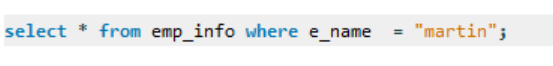 select * from emp_info where e_name  = "martin";